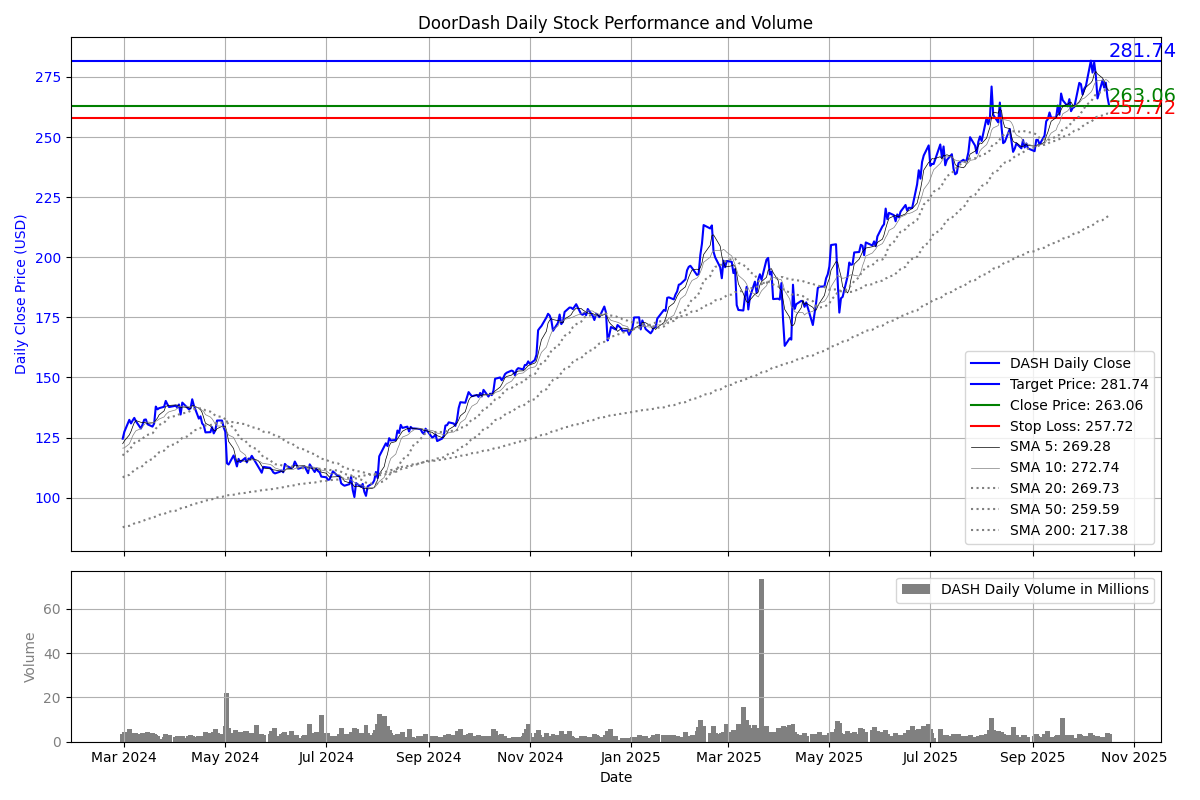 DoorDash Daily Stock Performance and Volume
281.74
263.06
257.72
275
250
225
200
175
150
125
100
Daily Close Price (USD)
DASH Daily Close
Target Price: 281.74
Close Price: 263.06
Stop Loss: 257.72
SMA 5: 269.28
SMA 10: 272.74
SMA 20: 269.73
SMA 50: 259.59
SMA 200: 217.38
DASH Daily Volume in Millions
60
40
20
0
Volume
Mar 2024
May 2024
Jul 2024
Sep 2024
Nov 2024
Jan 2025
Mar 2025
May 2025
Jul 2025
Sep 2025
Nov 2025
Date